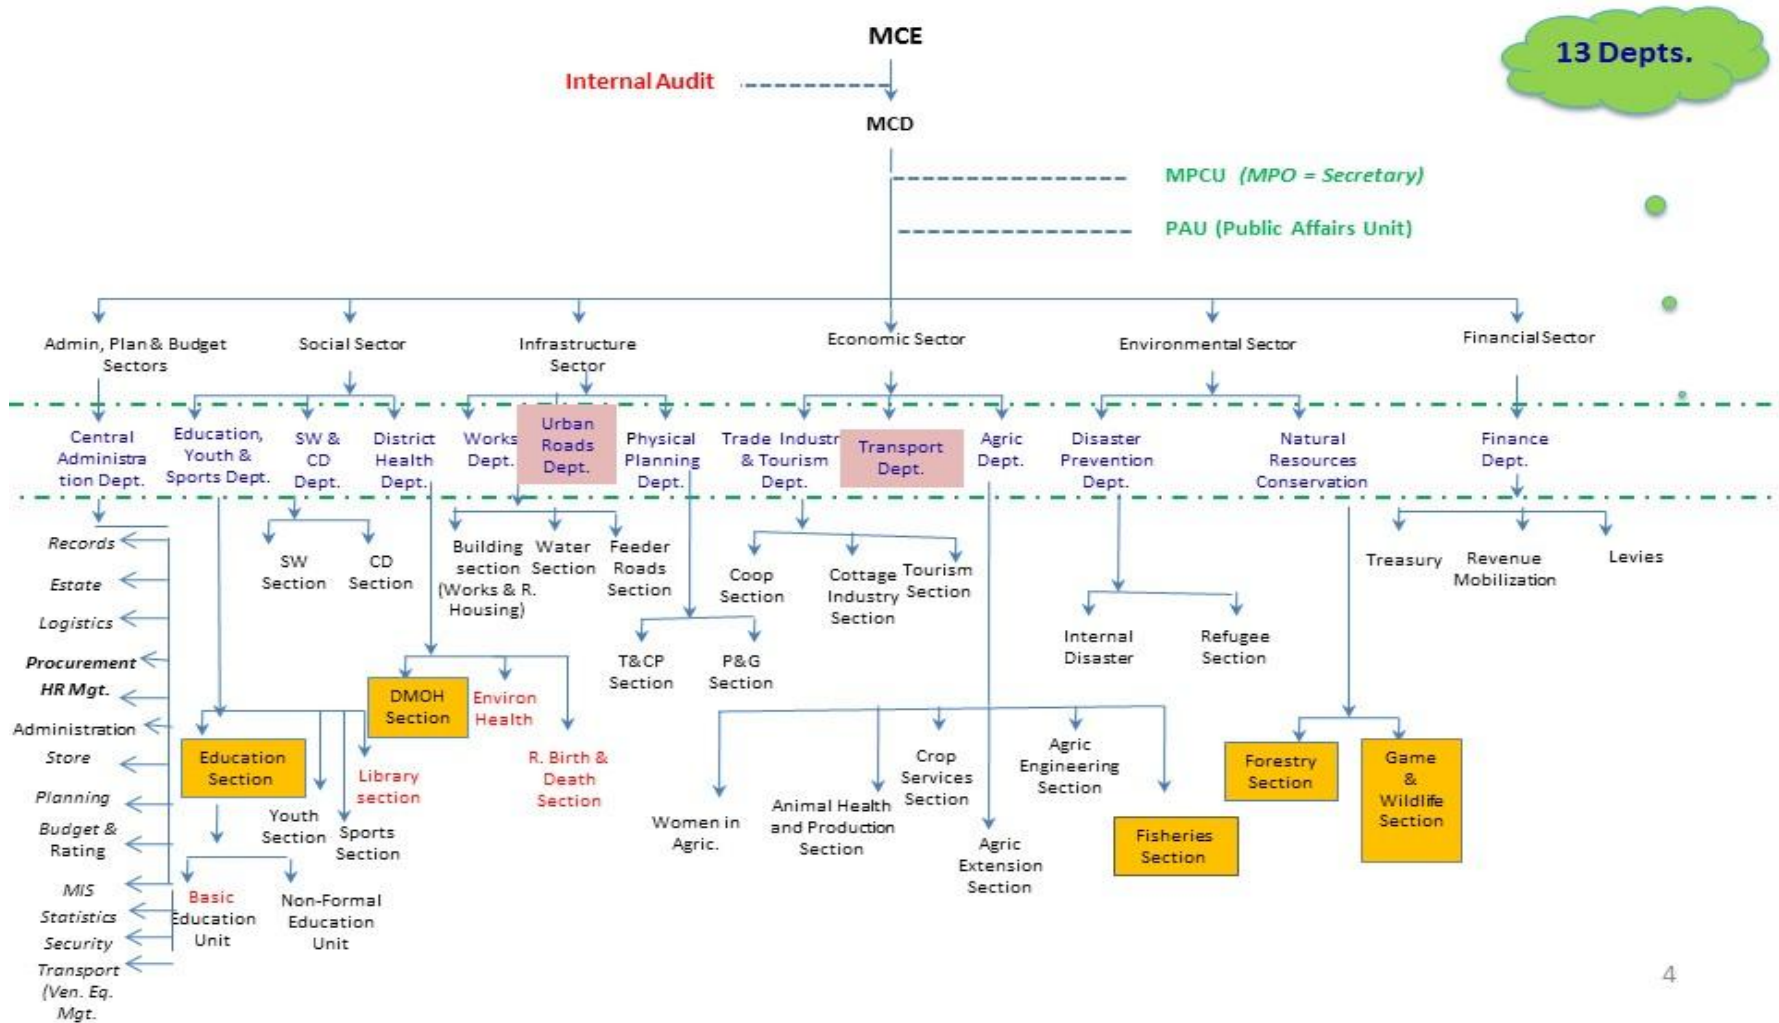 MCE
13 Depts.
Internal Audit
MCD
MPCU (MPO = Secretary)
PAU (Public Affairs Unit)
Admin, Plan & Budget
Sectors
Social Sector
Infrastructure
Sector
Economic Sector
Environmental Sector
Financial Sector
Central
Administra
tion Dept.
Education,
Youth &
Sports Dept.
SW &
CD
Dept.
District
Health
Dept.
Works
Dept.
Urban
Roads
Dept.
Physical
Planning
Dept.
Trade Industr
& Tourism
Dept.
Transport
Dept.
Agric
Dept.
Disaster
Prevention
Dept.
Natural
Resources
Conservation
Finance
Dept.
Records
Estate
Logistics
Procurement
HR Mgt.
Administration
Store
Planning
Budget &
Rating
MIS
Statistics
Security
Transport
(Ven. Eq.
Mgt.
SW
Section
CD
Section
Building
section
(Works & R.
Housing)
Water
Section
Feeder
Roads
Section
Coop
Section
Cottage
Industry
Section
Tourism
Section
Treasury
Revenue
Mobilization
Levies
T&CP
Section
P&G
Section
Internal
Disaster
Refugee
Section
DMOH
Section
Environ
Health
R. Birth &
Death
Section
Education
Section
Library
section
Youth
Section
Sports
Section
Basic
Education
Unit
Non-Formal
Education
Unit
Women in
Agric.
Animal Health
and Production
Section
Crop
Services
Section
Agric
Extension
Section
Agric
Engineering
Section
Fisheries
Section
Forestry
Section
Game
&
Wildlife
Section
4